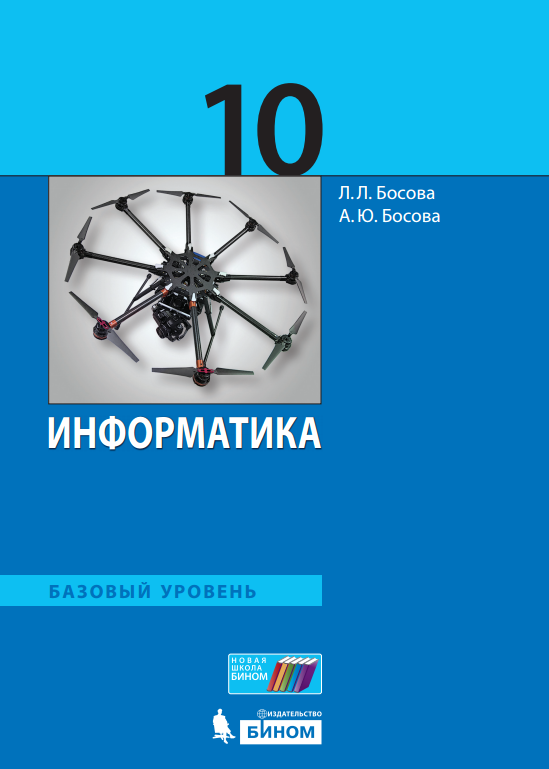 10
Л. Л. Босова
А. Ю. Босова
ИНФОРМАТИКА
БАЗОВЫЙ УРОВЕНЬ
НОВАЯ
ШКОЛА
БИНОМ
ИЗДАТЕЛЬСТВО
БИНОМ